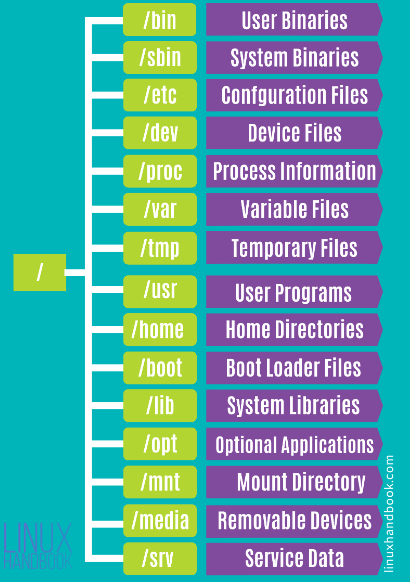 /
/bin User Binaries
/sbin System Binaries
/etc Confguration Files
/dev Device Files
/proc Process Information
/var Variable Files
/tmp Temporary Files
/usr User Programs
/home Home Directories
/boot Boot Loader Files
/lib System Libraries
/opt Optional Applications
/mnt Mount Directory
/media Removable Devices
/srv Service Data
LINUX
HANDBOOK
linuxhandbook.com